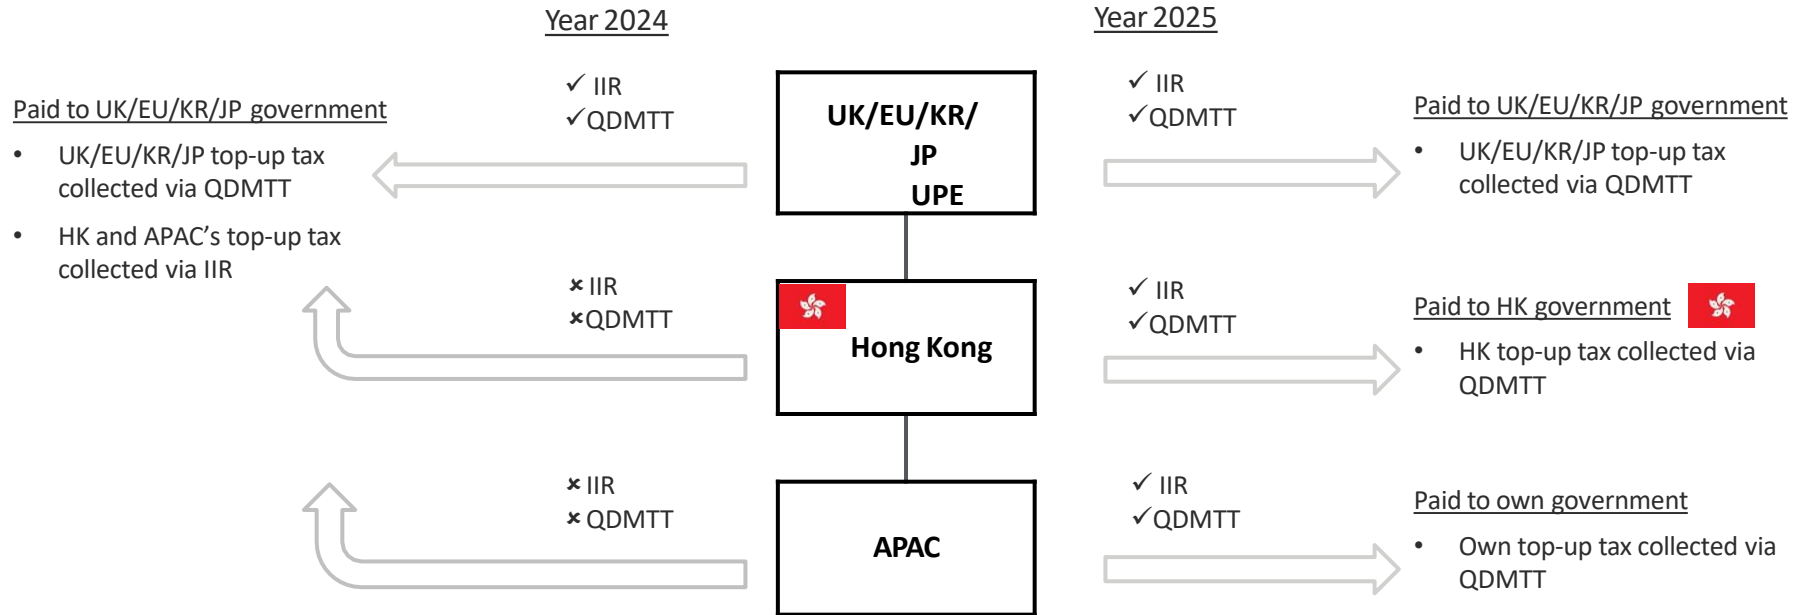 Year 2024
Year 2025
✓ IIR
✓QDMTT
Paid to UK/EU/KR/JP government
• UK/EU/KR/JP top-up tax
collected via QDMTT
• HK and APAC’s top-up tax
collected via IIR
UK/EU/KR/
JP
UPE
✓ IIR
✓QDMTT
Paid to UK/EU/KR/JP government
• UK/EU/KR/JP top-up tax
collected via QDMTT
× IIR
×QDMTT
Hong Kong
✓ IIR
✓QDMTT
Paid to HK government
• HK top-up tax collected via
QDMTT
× IIR
× QDMTT
APAC
✓ IIR
✓QDMTT
Paid to own government
• Own top-up tax collected via
QDMTT